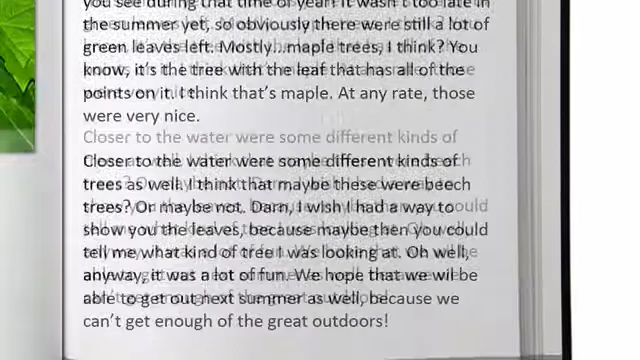 you see during that time of year! It wasn't too late in
the summer yet, so obviously there were still a lot of
green leaves left. Mostly maple trees, I think? You
know, it's the tree with the leaf that has all of the
points on it. I think that's maple. At any rate, those
were very nice.
Closer to the water were some different kinds of
Closer to the water were some different kinds of
trees as well. I think that maybe these were beech
trees? Or maybe not. Darn, I wish I had a way to
show you the leaves, because maybe then you could
tell me what kind of tree I was looking at. Oh well,
anyway, it was a lot of fun. We hope that we will be
able to get out next summer as well, because we
can't get enough of the great outdoors!